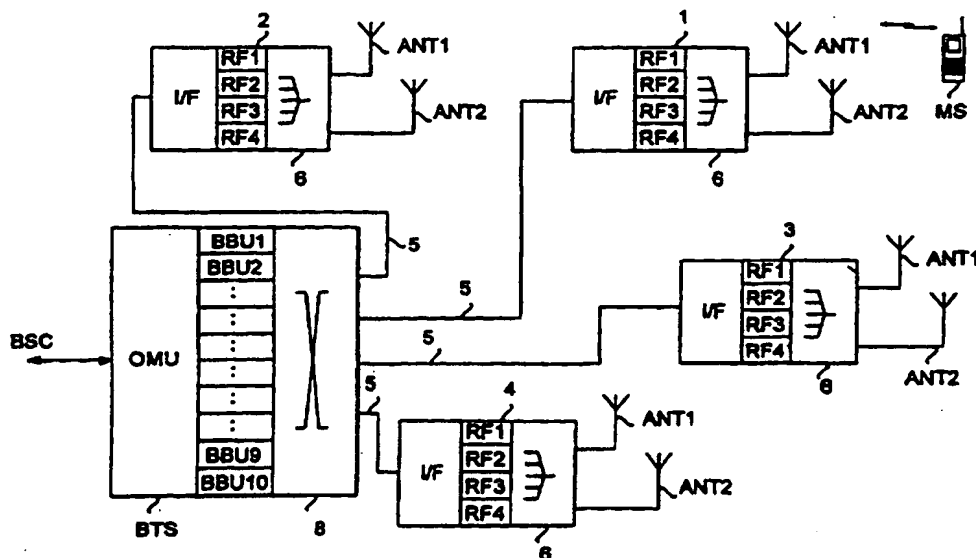 2
I/F
RF1
RF2
RF3
RF4
6
ANT1
ANT2
1
I/F
RF1
RF2
RF3
RF4
6
ANT1
ANT2
MS
BSC
OMU
BBU1
BBU2
BBU9
BBU10
BTS
8
5
5
5
5
3
I/F
RF1
RF2
RF3
RF4
6
ANT1
ANT2
4
I/F
RF1
RF2
RF3
RF4
6
ANT1
ANT2